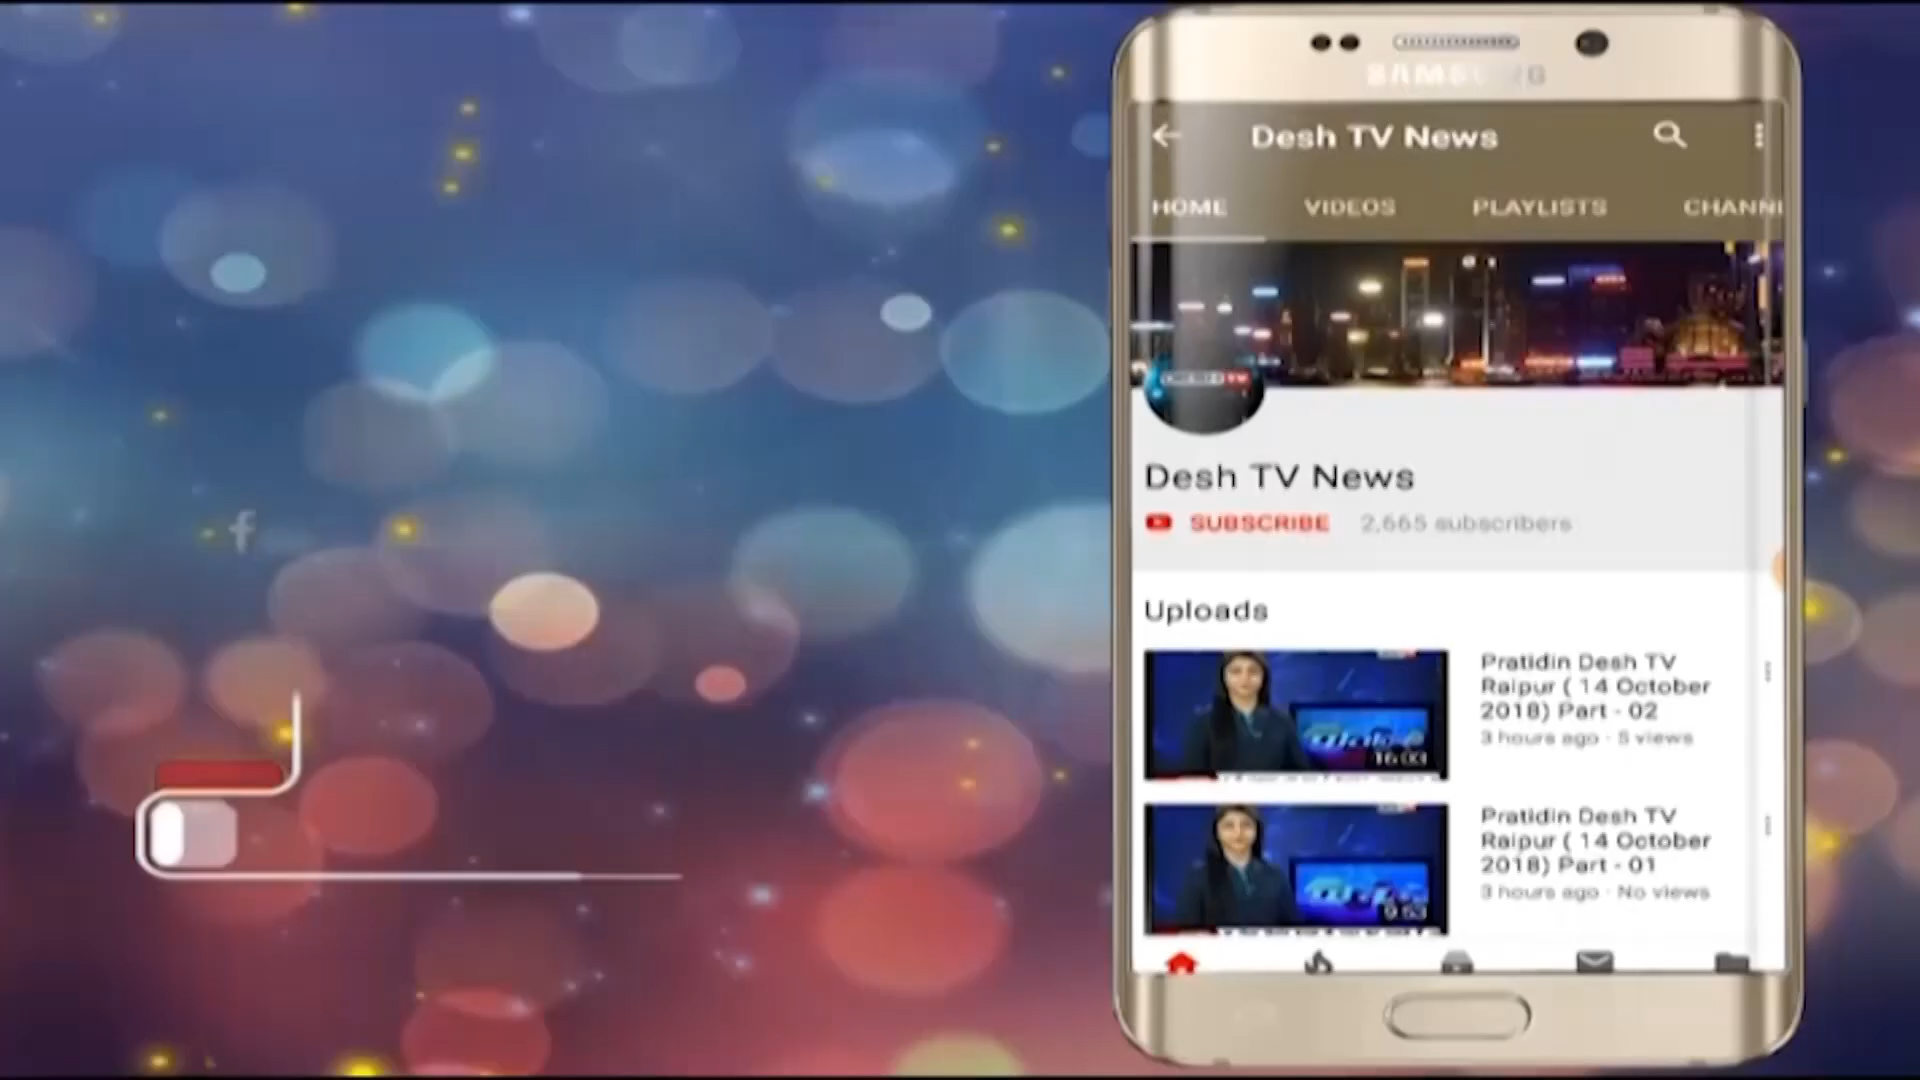 SAMSUNG
Desh TV News
HOME VIDEOS PLAYLISTS CHANNE
Desh TV News
SUBSCRIBE 2,665 subscribers
Uploads
Pratidin Desh TV
Raipur ( 14 October
2018) Part - 02
3 hours ago · 5 views
16:03
Pratidin Desh TV
Raipur ( 14 October
2018) Part - 01
3 hours ago · No views
9:53
f